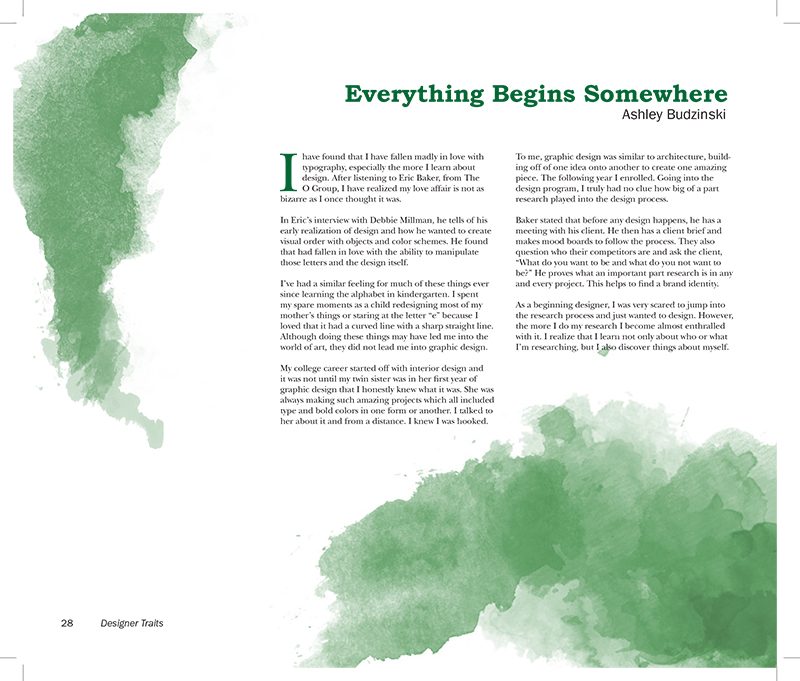 Everything Begins Somewhere
Ashley Budzinski
I have found that I have fallen madly in love with
typography, especially the more I learn about
design. After listening to Eric Baker, from The
O Group, I have realized my love affair is not as
bizarre as I once thought it was.
In Eric’s interview with Debbie Millman, he tells of his
early realization of design and how he wanted to create
visual order with objects and color schemes. He found
that had fallen in love with the ability to manipulate
those letters and the design itself.
I’ve had a similar feeling for much of these things ever
since learning the alphabet in kindergarten. I spent
my spare moments as a child redesigning most of my
mother’s things or staring at the letter “e” because I
loved that it had a curved line with a sharp straight line.
Although doing these things may have led me into the
world of art, they did not lead me into graphic design.
My college career started off with interior design and
it was not until my twin sister was in her first year of
graphic design that I honestly knew what it was. She was
always making such amazing projects which all included
type and bold colors in one form or another. I talked to
her about it and from a distance. I knew I was hooked.
To me, graphic design was similar to architecture, build-
ing off of one idea onto another to create one amazing
piece. The following year I enrolled. Going into the
design program, I truly had no clue how big of a part
research played into the design process.
Baker stated that before any design happens, he has a
meeting with his client. He then has a client brief and
makes mood boards to follow the process. They also
question who their competitors are and ask the client,
“What do you want to be and what do you not want to
be?” He proves what an important part research is in any
and every project. This helps to find a brand identity.
As a beginning designer, I was very scared to jump into
the research process and just wanted to design. However,
the more I do my research I become almost enthralled
with it. I realize that I learn not only about who or what
I’m researching, but I also discover things about myself.
28 Designer Traits